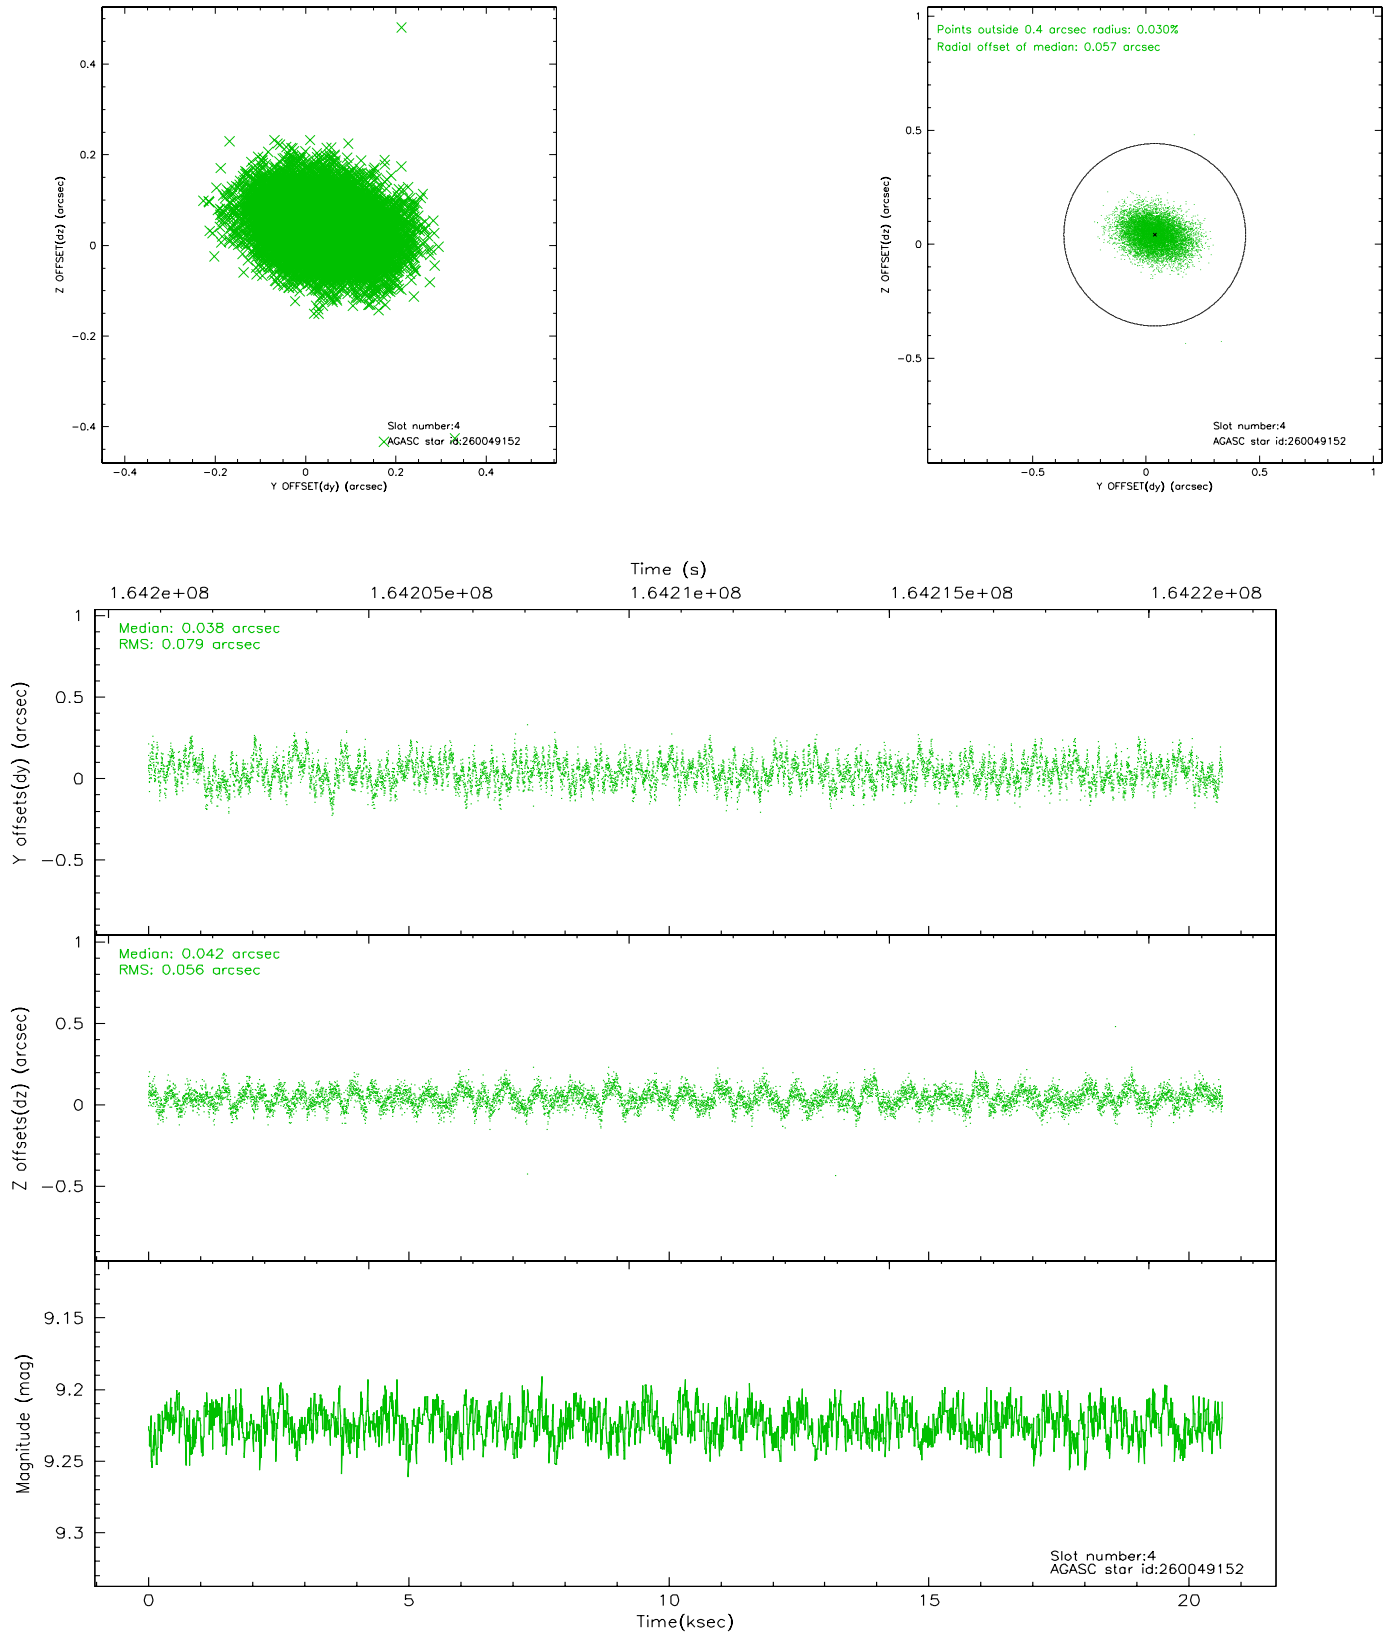 0.4
0.2
0
−0.2
−0.4
Z OFFSET(dz) (arcsec)
Slot number:4
AGASC star id:260049152
−0.4 −0.2 0 0.2 0.4
Y OFFSET(dy) (arcsec)
Points outside 0.4 arcsec radius: 0.030%
Radial offset of median: 0.057 arcsec
1
0.5
0
−0.5
Z OFFSET(dz) (arcsec)
Slot number:4
AGASC star id:260049152
−0.5 0 0.5 1
Y OFFSET(dy) (arcsec)
Time (s)
1.642e+08 1.64205e+08 1.6421e+08 1.64215e+08 1.6422e+08
Median: 0.038 arcsec
RMS: 0.079 arcsec
1
0.5
0
−0.5
Y offsets(dy) (arcsec)
Median: 0.042 arcsec
RMS: 0.056 arcsec
1
0.5
0
−0.5
Z offsets(dz) (arcsec)
9.15
9.2
9.25
9.3
Magnitude (mag)
Slot number:4
AGASC star id:260049152
0 5 10 15 20
Time(ksec)